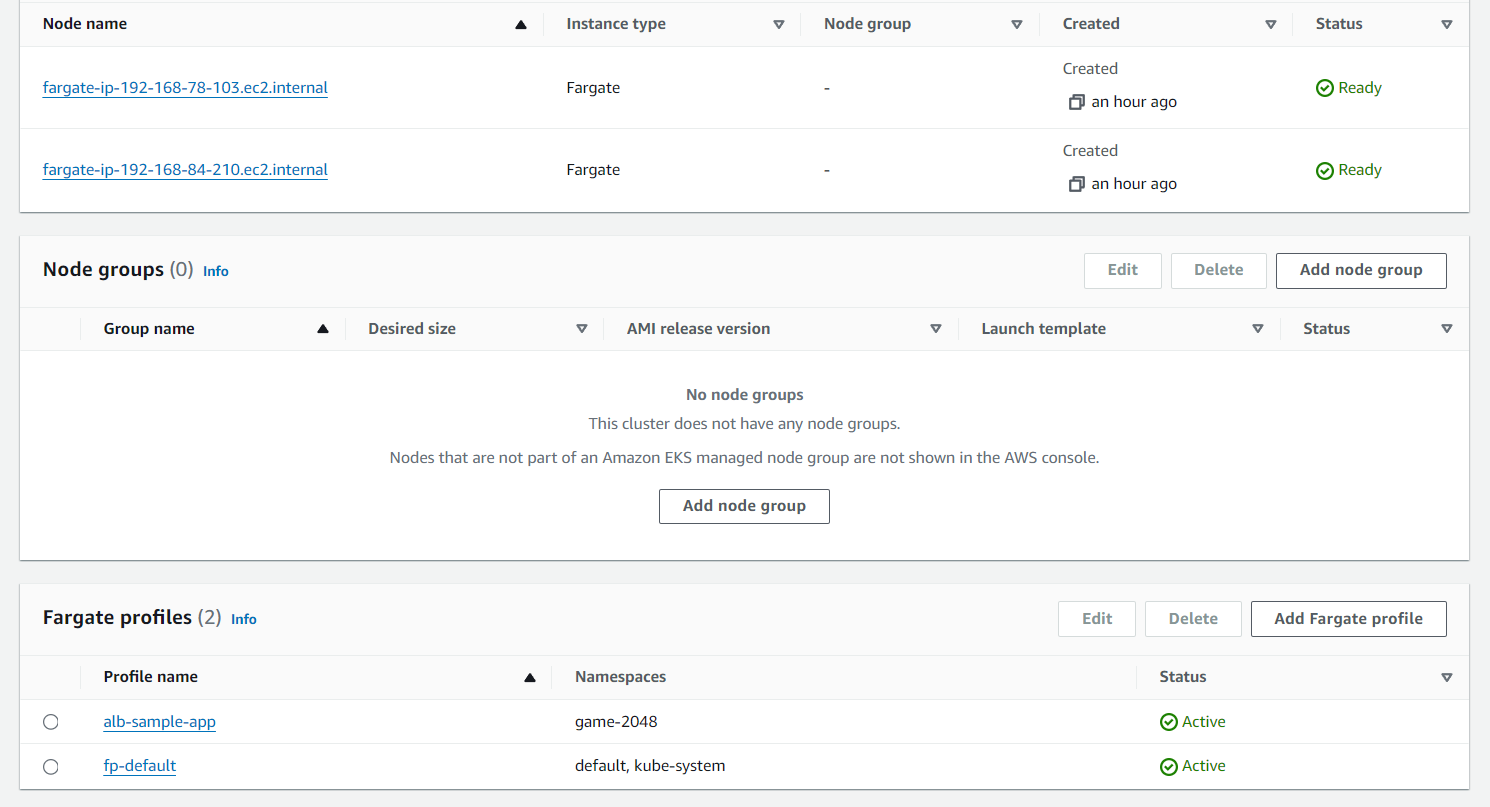 Node name Instance type Node group Created Status
fargate-ip-192-168-78-103.ec2.internal Fargate - Created an hour ago Ready
fargate-ip-192-168-84-210.ec2.internal Fargate - Created an hour ago Ready
Node groups (0) Info Edit Delete Add node group
Group name Desired size AMI release version Launch template Status
No node groups
This cluster does not have any node groups.
Nodes that are not part of an Amazon EKS managed node group are not shown in the AWS console.
Add node group
Fargate profiles (2) Info Edit Delete Add Fargate profile
Profile name Namespaces Status
alb-sample-app game-2048 Active
fp-default default, kube-system Active